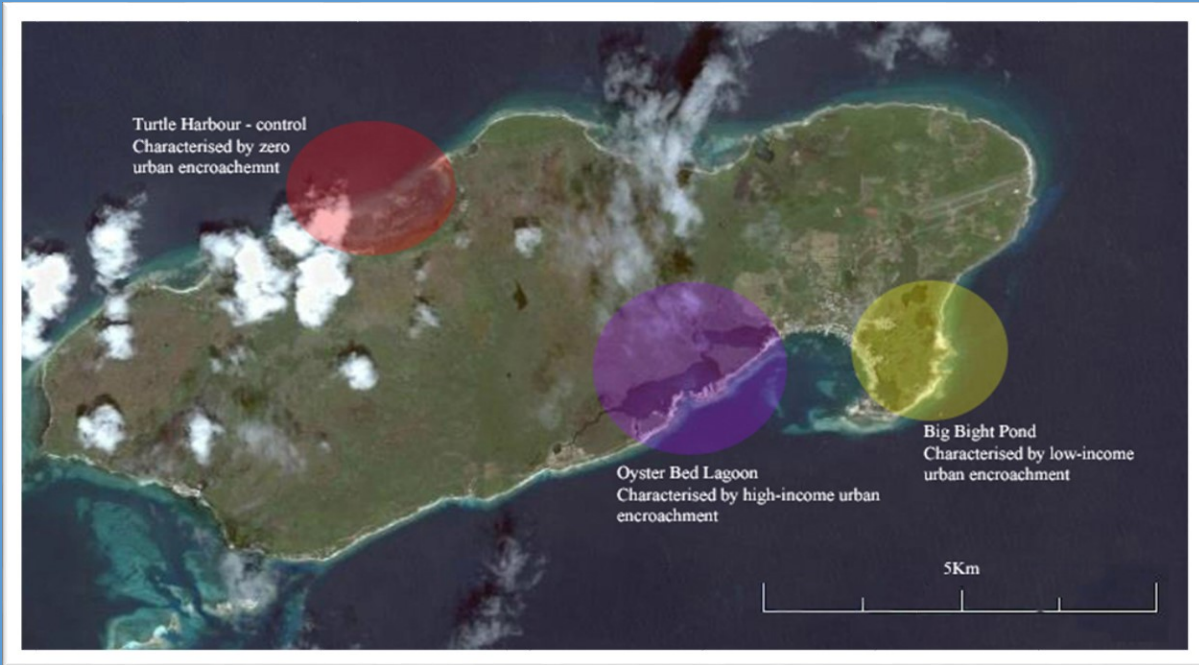 Turtle Harbour - control
Characterised by zero
urban encroachemnt
Big Bight Pond
Characterised by low-income
urban encroachment
Oyster Bed Lagoon
Characterised by high-income urban
encroachment
5Km